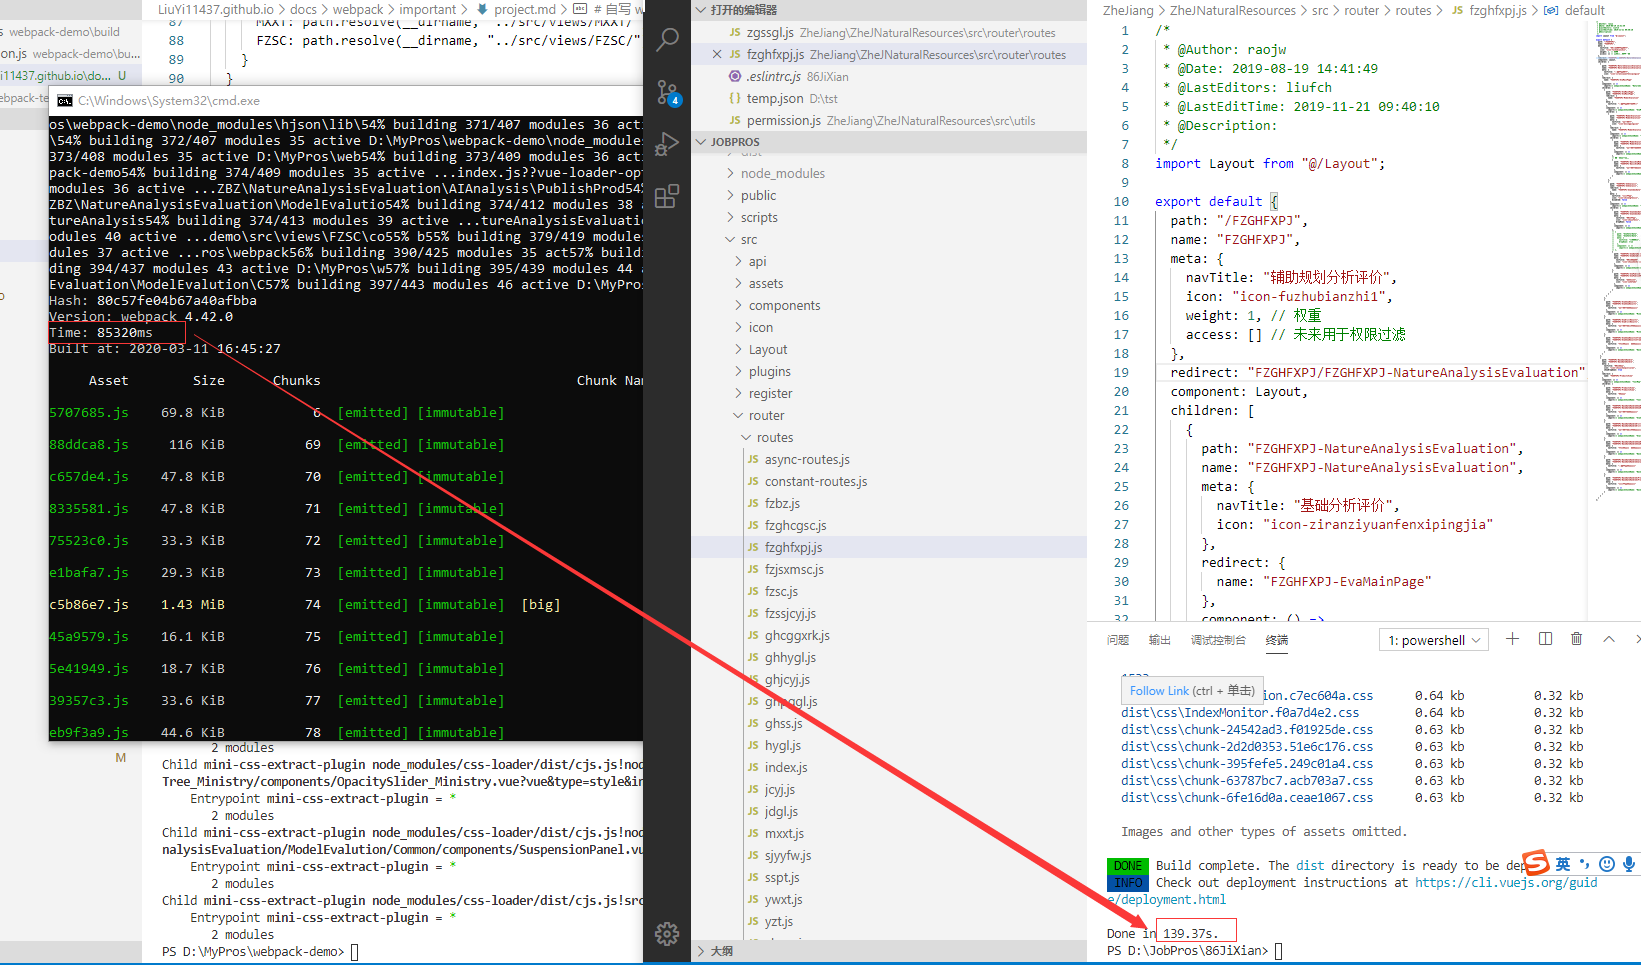 s webpack-demo\build
on.js webpack-demo\bu...
i11437.github.io\do... U
ebpack-te
LiuYi11437.github.io > docs > webpack > important > project.md > # 自写 w
87 MXXT: path.resolve(__dirname, "../src/views/MXXT/"
88 FZSC: path.resolve(__dirname, "../src/views/FZSC/"
89 }
90 }
C:\Windows\System32\cmd.exe
os\webpack-demo\node_modules\hjson\lib\54% building 371/407 modules 36 acti
\54% building 372/407 modules 35 active D:\MyPros\webpack-demo\node_module
373/408 modules 35 active D:\MyPros\web54% building 373/409 modules 36 act
pack-demo54% building 374/409 modules 35 active ...index.js??vue-loader-opt
modules 36 active ...ZBZ\NatureAnalysisEvaluation\AIAnalysis\PublishProd54%
ZBZ\NatureAnalysisEvaluation\ModelEvalutio54% building 374/412 modules 38 a
tureAnalysis54% building 374/413 modules 39 active ...tureAnalysisEvaluatio
odules 40 active ...demo\src\views\FZSC\co55% b55% building 379/419 module
dules 37 active ...ros\webpack56% building 390/425 modules 35 act57% build
ding 394/437 modules 43 active D:\MyPros\w57% building 395/439 modules 44 a
Evaluation\ModelEvalution\C57% building 397/443 modules 46 active D:\MyPro
Hash: 80c57fe04b67a40afbba
Version: webpack 4.42.0
Time: 85320ms
Built at: 2020-03-11 16:45:27
Asset Size Chunks Chunk Na
5707685.js 69.8 KiB 6 [emitted] [immutable]
88ddca8.js 116 KiB 69 [emitted] [immutable]
c657de4.js 47.8 KiB 70 [emitted] [immutable]
8335581.js 47.8 KiB 71 [emitted] [immutable]
75523c0.js 33.3 KiB 72 [emitted] [immutable]
e1bafa7.js 29.3 KiB 73 [emitted] [immutable]
c5b86e7.js 1.43 MiB 74 [emitted] [immutable] [big]
45a9579.js 16.1 KiB 75 [emitted] [immutable]
5e41949.js 18.7 KiB 76 [emitted] [immutable]
39357c3.js 33.6 KiB 77 [emitted] [immutable]
eb9f3a9.js 44.6 KiB 78 [emitted] [immutable]
M
2 modules
Child mini-css-extract-plugin node_modules/css-loader/dist/cjs.js!nod
Tree_Ministry/components/OpacitySlider_Ministry.vue?vue&type=style&in
Entrypoint mini-css-extract-plugin = *
2 modules
Child mini-css-extract-plugin node_modules/css-loader/dist/cjs.js!nod
nalysisEvaluation/ModelEvalution/Common/components/SuspensionPanel.vu
Entrypoint mini-css-extract-plugin = *
2 modules
Child mini-css-extract-plugin node_modules/css-loader/dist/cjs.js!src
Entrypoint mini-css-extract-plugin = *
2 modules
PS D:\MyPros\webpack-demo>
4
打开的编辑器
JS zgssgl.js ZheJiang\ZheJNaturalResources\src\router\routes
JS fzghfxpj.js ZheJiang\ZheJNaturalResources\src\router\routes
.eslintrc.js 86JiXian
{} temp.json D:\tst
JS permission.js ZheJiang\ZheJNaturalResources\src\utils
JOBPROS
dist
node_modules
public
scripts
src
api
assets
components
icon
Layout
plugins
register
router
routes
JS async-routes.js
JS constant-routes.js
JS fzbz.js
JS fzghcgsc.js
JS fzghfxpj.js
JS fzjsxmsc.js
JS fzsc.js
JS fzssjcyj.js
JS ghcggxrk.js
JS ghhygl.js
JS ghjcyj.js
JS
JS ghss.js
JS hygl.js
JS index.js
JS jcyj.js
JS jdgl.js
JS mxxt.js
JS sjyyfw.js
JS sspt.js
JS ywxt.js
JS yzt.js
大纲
ZheJiang > ZheJNaturalResources > src > router > routes > JS fzghfxpj.js > default
1 /*
2 * @Author: raojw
3 * @Date: 2019-08-19 14:41:49
4 * @LastEditors: liufch
5 * @LastEditTime: 2019-11-21 09:40:10
6 * @Description:
7 */
8 import Layout from "@/Layout";
9
10 export default {
11 path: "/FZGHFXPJ",
12 name: "FZGHFXPJ",
13 meta: {
14 navTitle: "辅助规划分析评价",
15 icon: "icon-fuzhubianzhi1",
16 weight: 1, // 权重
17 access: [] // 未来用于权限过滤
18 },
19 redirect: "FZGHFXPJ/FZGHFXPJ-NatureAnalysisEvaluation"
20 component: Layout,
21 children: [
22 {
23 path: "FZGHFXPJ-NatureAnalysisEvaluation",
24 name: "FZGHFXPJ-NatureAnalysisEvaluation",
25 meta: {
26 navTitle: "基础分析评价",
27 icon: "icon-ziranziyuanfenxipingjia"
28 },
29 redirect: {
30 name: "FZGHFXPJ-EvaMainPage"
31 },
32 component: () =>
问题 输出 调试控制台 终端 1: powershell
Follow Link (ctrl + 单击)
ion.c7ec604a.css 0.64 kb 0.32 kb
dist\css\IndexMonitor.f0a7d4e2.css 0.64 kb 0.32 kb
dist\css\chunk-24542ad3.f01925de.css 0.63 kb 0.32 kb
dist\css\chunk-2d2d0353.51e6c176.css 0.63 kb 0.32 kb
dist\css\chunk-395fefe5.249c01a4.css 0.63 kb 0.32 kb
dist\css\chunk-63787bc7.acb703a7.css 0.63 kb 0.32 kb
dist\css\chunk-6fe16d0a.ceae1067.css 0.63 kb 0.32 kb
Images and other types of assets omitted.
DONE Build complete. The dist directory is ready to be dep
INFO Check out deployment instructions at https://cli.vuejs.org/guid
e/deployment.html
Done in 139.37s.
PS D:\JobPros\86JiXian>
S 英